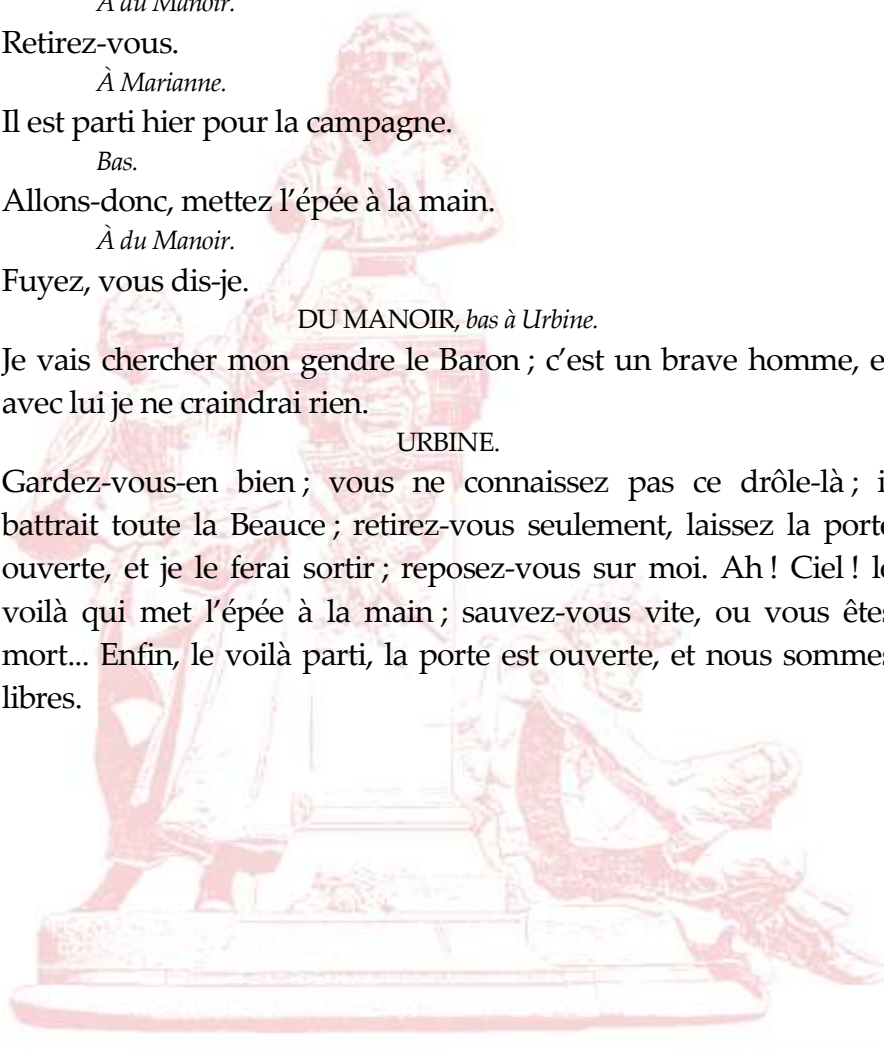 À du Manoir.
Retirez-vous.
À Marianne.
Il est parti hier pour la campagne.
Bas.
Allons-donc, mettez l’épée à la main.
À du Manoir.
Fuyez, vous dis-je.
DU MANOIR, bas à Urbine.
Je vais chercher mon gendre le Baron ; c’est un brave homme, e
avec lui je ne craindrai rien.
URBINE.
Gardez-vous-en bien ; vous ne connaissez pas ce drôle-là ; i
battrait toute la Beauce ; retirez-vous seulement, laissez la porte
ouverte, et je le ferai sortir ; reposez-vous sur moi. Ah ! Ciel ! le
voilà qui met l’épée à la main ; sauvez-vous vite, ou vous êtes
mort... Enfin, le voilà parti, la porte est ouverte, et nous sommes
libres.